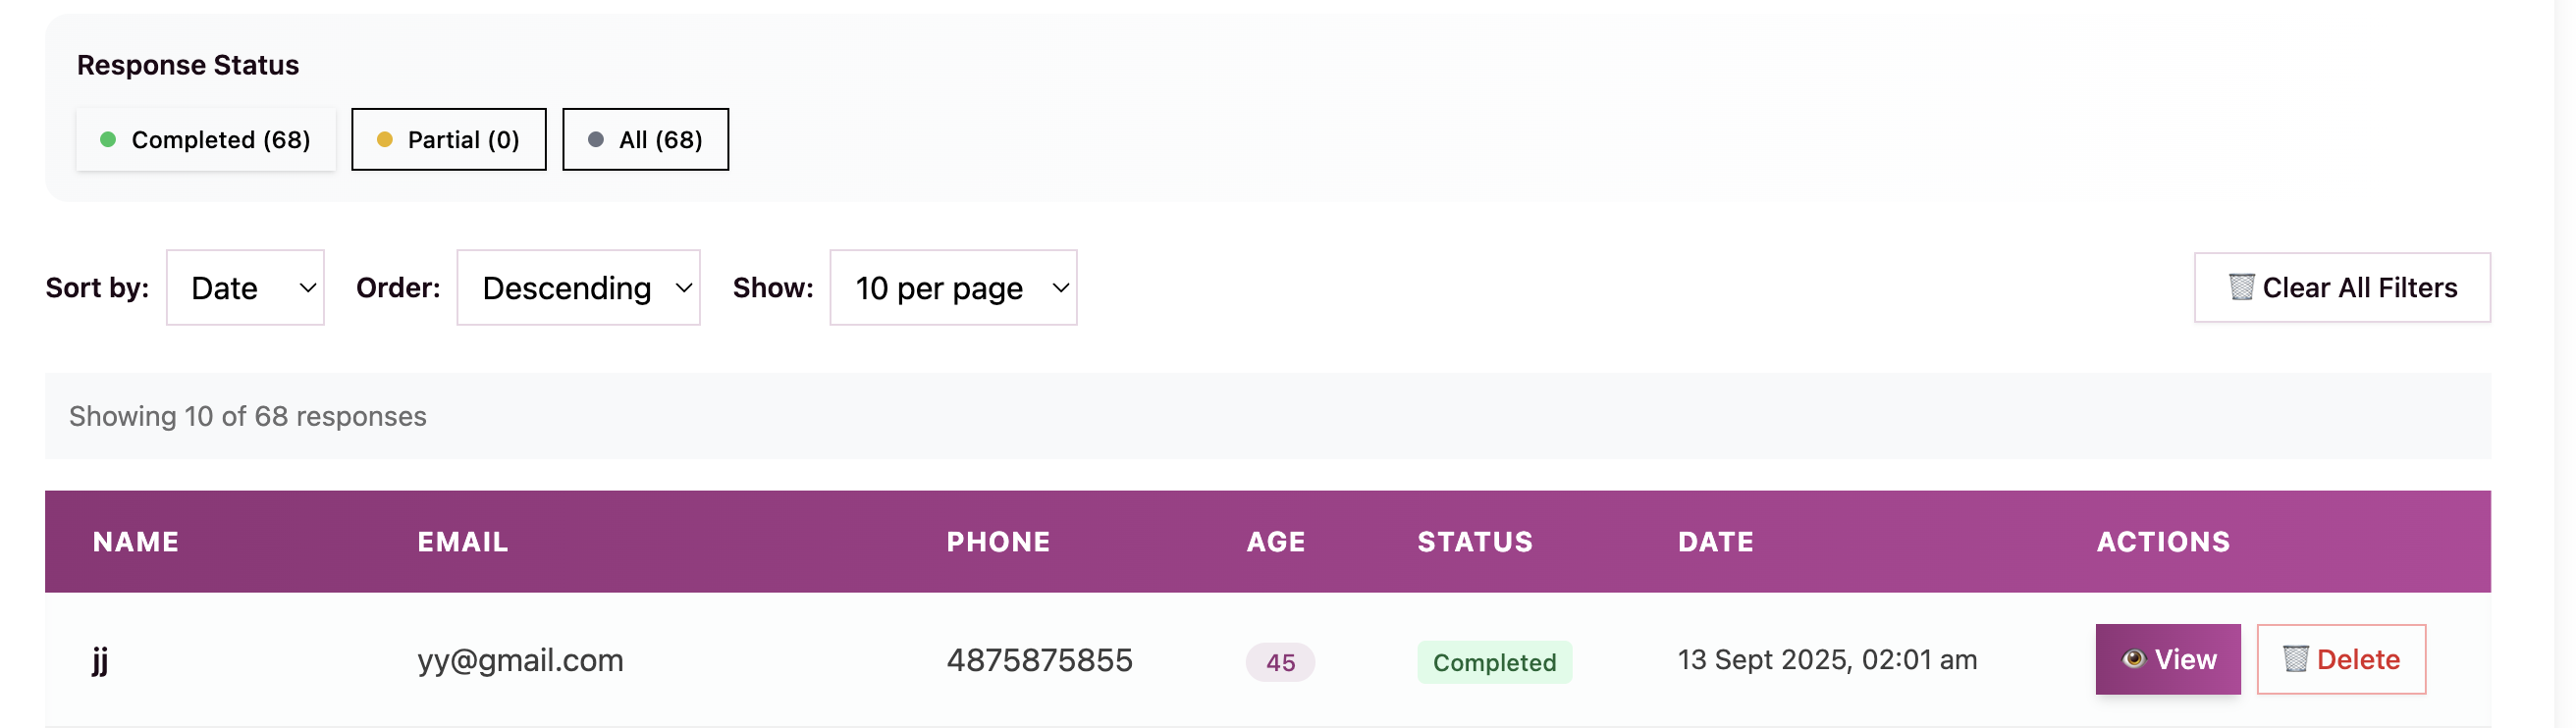 Response Status
Completed (68) Partial (0) All (68)
Sort by: Date Order: Descending Show: 10 per page Clear All Filters
Showing 10 of 68 responses
NAME EMAIL PHONE AGE STATUS DATE ACTIONS
jj yy@gmail.com 4875875855 45 Completed 13 Sept 2025, 02:01 am View Delete